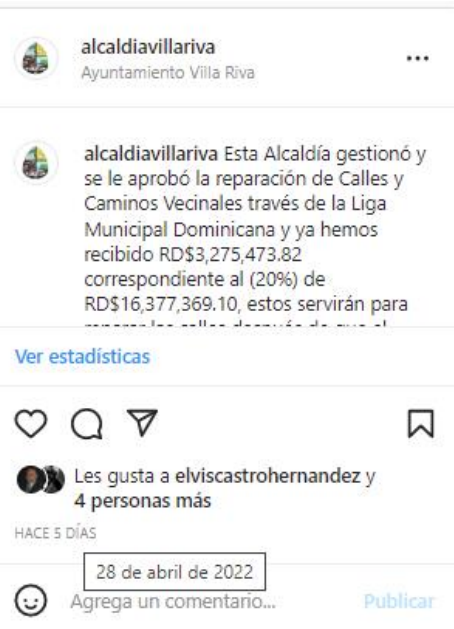 alcaldiavillariva
Ayuntamiento Villa Riva
alcaldiavillariva Esta Alcaldía gestionó y
se le aprobó la reparación de Calles y
Caminos Vecinales través de la Liga
Municipal Dominicana y ya hemos
recibido RD$3,275,473.82
correspondiente al (20%) de
RD$16,377,369.10, estos servirán para
Ver estadísticas
Les gusta a elviscastrohernandez y
4 personas más
HACE 5 DÍAS
28 de abril de 2022
Agrega un comentario...
Publicar